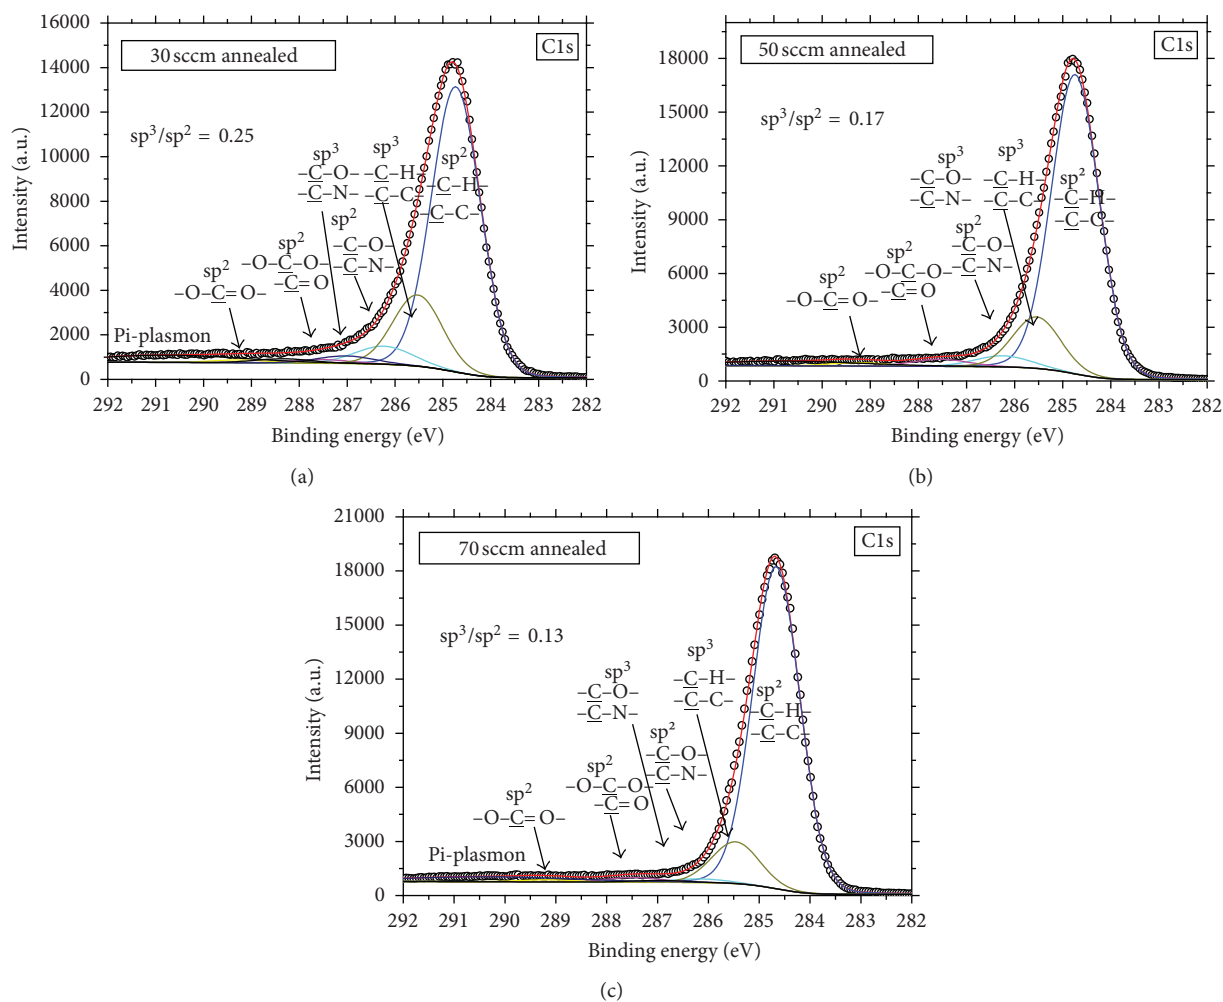 16000
14000
12000
10000
8000
6000
4000
2000
0
Intensity (a.u.)
30 sccm annealed
C1s
sp³/sp² = 0.25
sp³
–C–O–
–C–N–
sp³
–C–H–
–C–C–
sp²
–C–H–
–C–C–
sp²
–C–O–
–C–N–
sp²
–O–C–O–
–C=O
sp²
–O–C=O–
Pi-plasmon
292 291 290 289 288 287 286 285 284 283 282
Binding energy (eV)
(a)
18000
15000
12000
9000
6000
3000
0
Intensity (a.u.)
50 sccm annealed
C1s
sp³/sp² = 0.17
sp³
–C–O–
–C–N–
sp³
–C–H–
–C–C–
sp²
–C–H–
–C–C–
sp²
–C–O–
–C–N–
sp²
–O–C–O–
–C=O
sp²
–O–C=O–
292 291 290 289 288 287 286 285 284 283 282
Binding energy (eV)
(b)
21000
18000
15000
12000
9000
6000
3000
0
Intensity (a.u.)
70 sccm annealed
C1s
sp³/sp² = 0.13
sp³
–C–O–
–C–N–
sp³
–C–H–
–C–C–
sp²
–C–H–
–C–C–
sp²
–C–O–
–C–N–
sp²
–O–C–O–
–C=O
sp²
–O–C=O–
Pi-plasmon
292 291 290 289 288 287 286 285 284 283 282
Binding energy (eV)
(c)